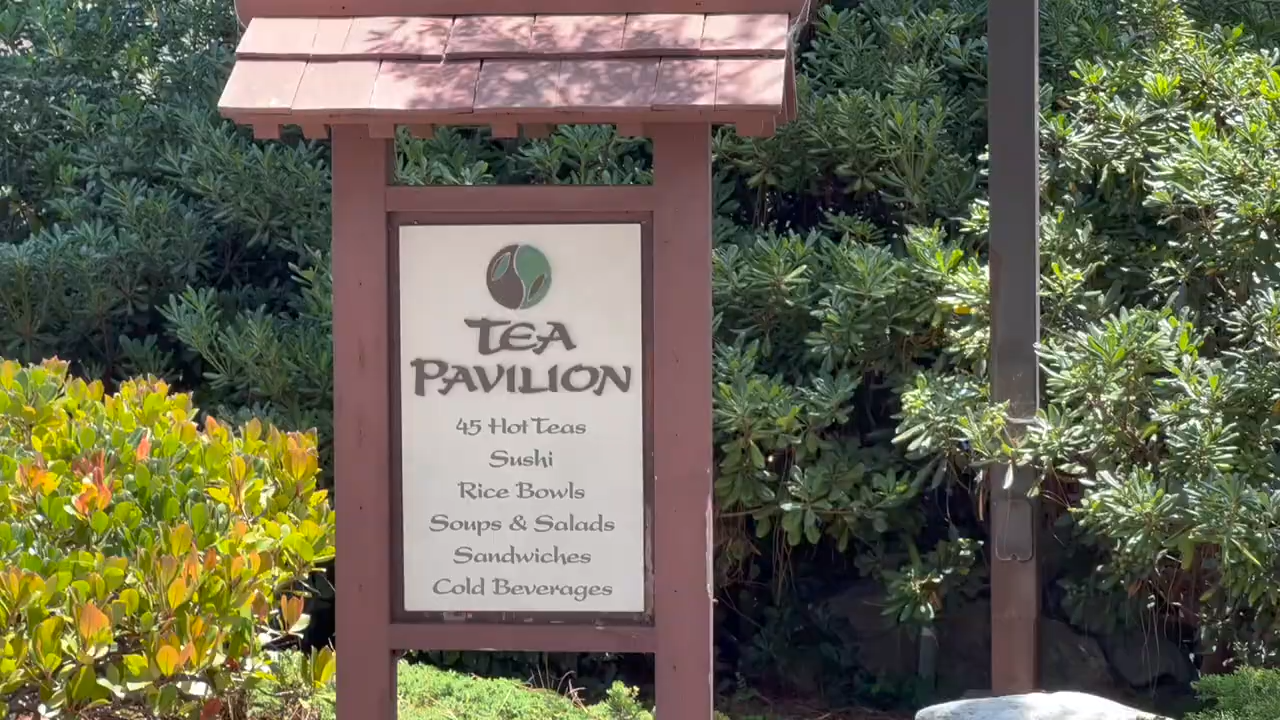 TEA
PAVILION
45 Hot Teas
Sushi
Rice Bowls
Soups & Salads
Sandwiches
Cold Beverages